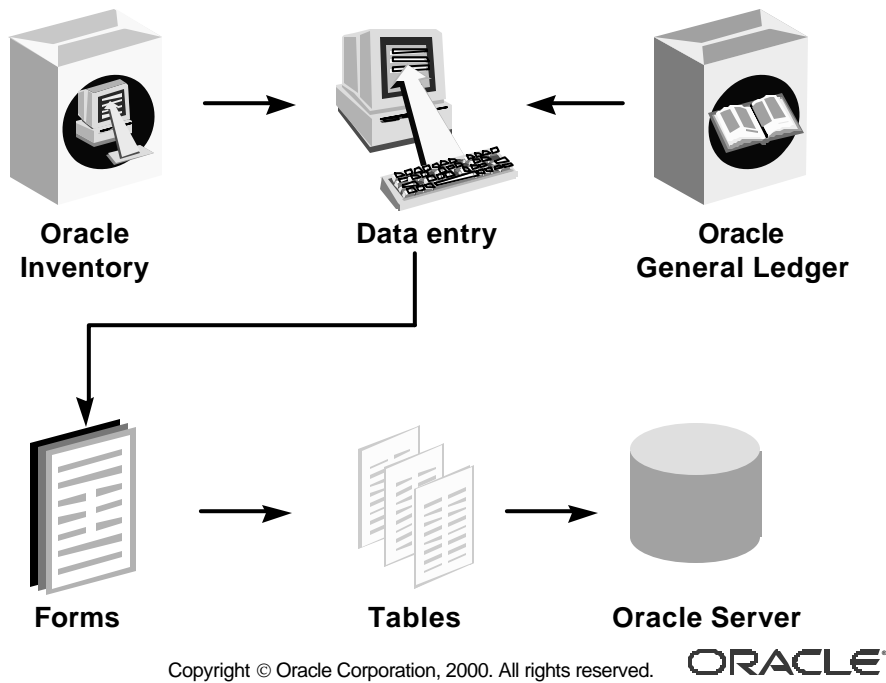 Oracle
Inventory
Data entry
Oracle
General Ledger
Forms
Tables
Oracle Server
Copyright © Oracle Corporation, 2000. All rights reserved.
ORACLE®